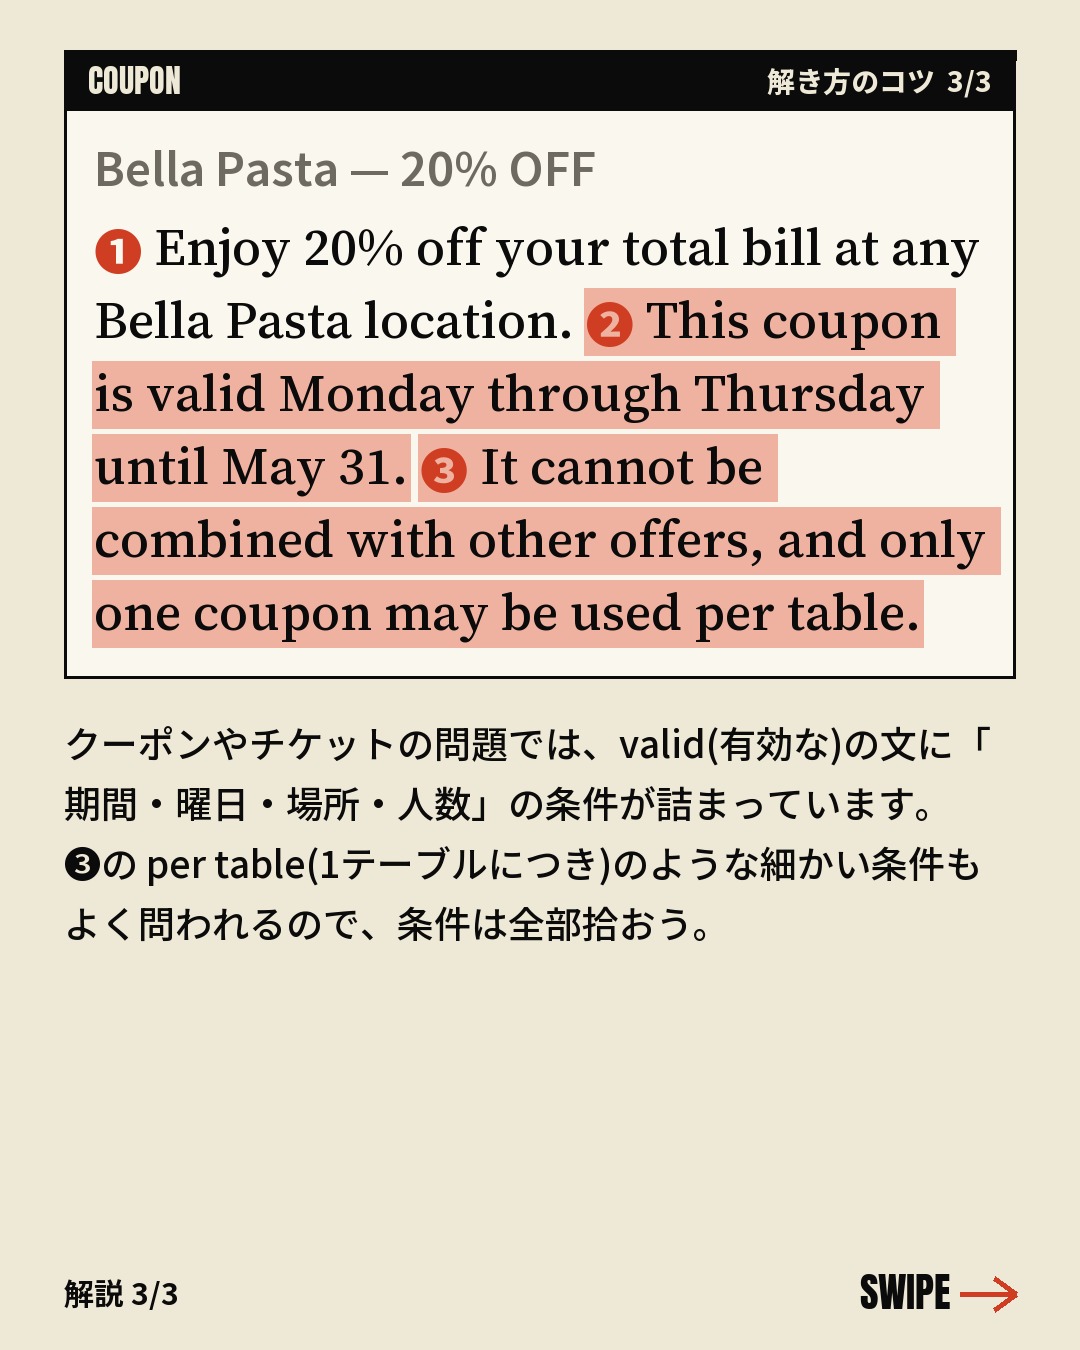 COUPON
解き方のコツ 3/3
Bella Pasta — 20% OFF
❶ Enjoy 20% off your total bill at any
Bella Pasta location. ❷ This coupon
is valid Monday through Thursday
until May 31. ❸ It cannot be
combined with other offers, and only
one coupon may be used per table.
クーポンやチケットの問題では、valid(有効な)の文に「
期間・曜日・場所・人数」の条件が詰まっています。
❸の per table(1テーブルにつき)のような細かい条件も
よく問われるので、条件は全部拾おう。
解説 3/3
SWIPE →